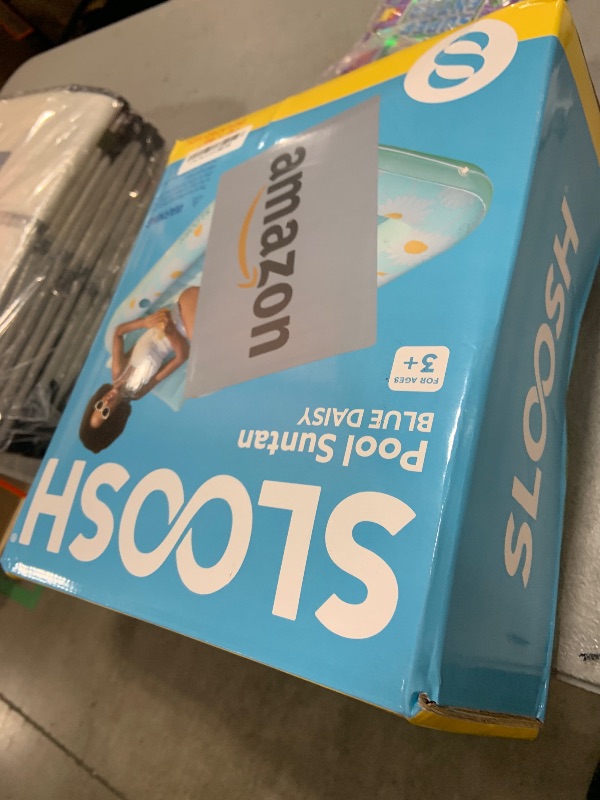 SLOOSH
Pool Suntan
BLUE DAISY
FOR AGES
3+
amazon
SLOOSH